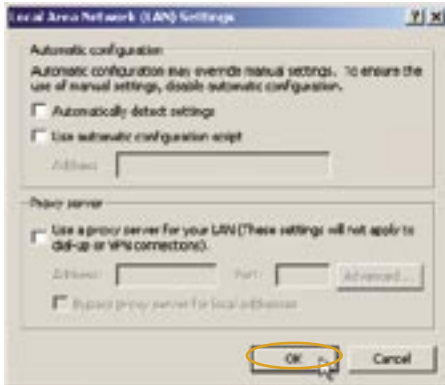 Local Area Network (LAN) Settings
Automatic configuration
Automatic configuration may override manual settings. To ensure the
use of manual settings, disable automatic configuration.
Automatically detect settings
Use automatic configuration script
Address
Proxy server
Use a proxy server for your LAN (These settings will not apply to
dial-up or VPN connections).
Address: Port: Advanced...
Bypass proxy server for local addresses
OK Cancel